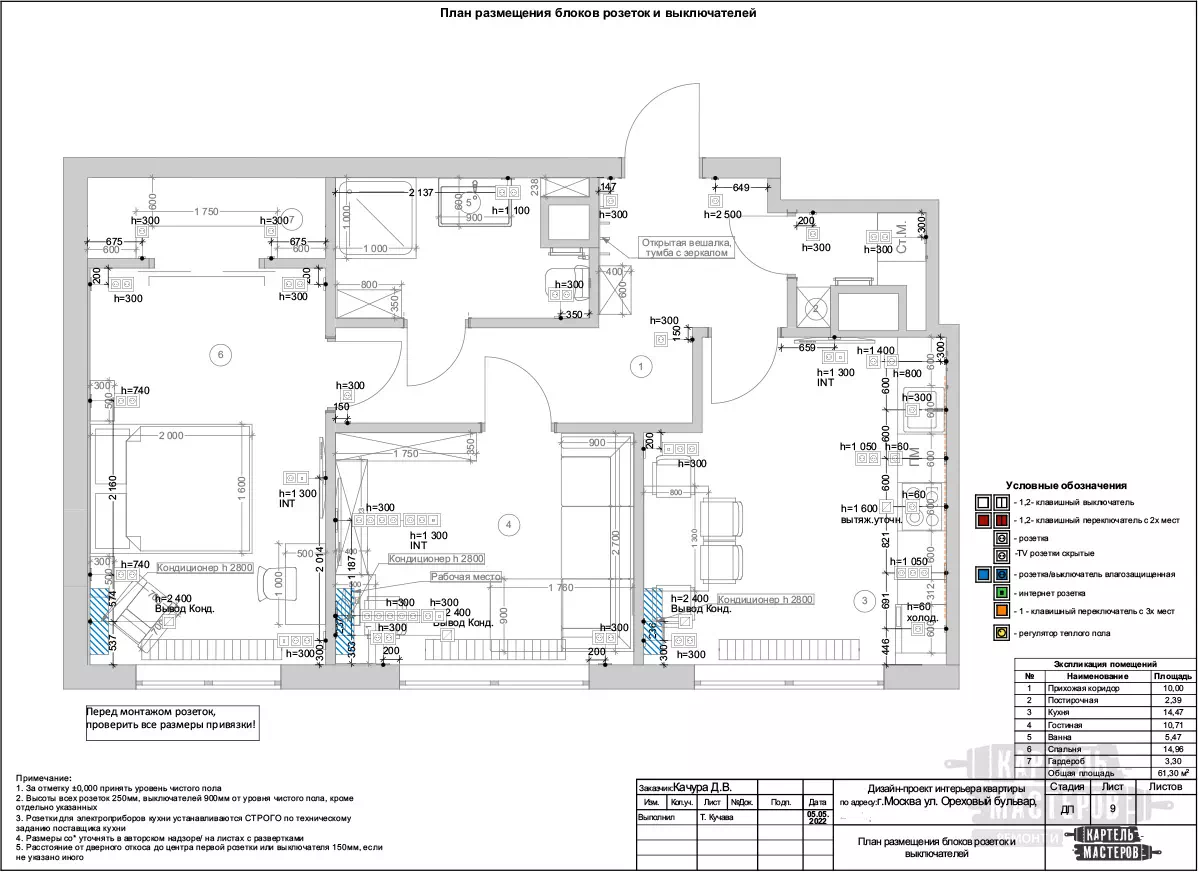 План размещения блоков розеток и выключателей
147
649
238
600
1 750
7
h=300
h=300
675
600
675
600
200
200
h=300
h=300
2 137
1 000
1 000
600
5
900
h=1 100
h=300
h=2 500
200
h=300
h=300
300
Ст.М.
Открытая вешалка,
тумба с зеркалом
400
600
800
350
h=300
350
h=300
150
2
6
1
659
h=1 300
INT
h=1 400
h=800
300
600
h=300
150
300
500
h=740
2 000
2 160
1 600
h=1 300
INT
2 014
350
1 750
900
h=300
h=1 300
INT
4
2 700
1 187
400
Кондиционер h 2800
Рабочая место
1 760
900
200
h=300
800
1 300
600
h=300
600
600
h=1 050
h=60
ПМ
600
600
h=60
h=1 600
вытяж.уточн.
600
821
h=1 050
600
691
312
h=60
холод.
600
446
3
300
500
h=740
Кондиционер h 2800
500
1 000
574
537
h=2 400
Вывод Конд.
h=300
300
237
353
h=300
h=300
h=2 400
Вывод Конд.
h=300
200
h=300
200
h=2 400
Вывод Конд.
Кондиционер h 2800
236
300
h=300
Условные обозначения
- 1,2- клавишный выключатель
- 1,2- клавишный переключатель с 2х мест
- розетка
-TV розетки скрытые
- розетка/выключатель влагозащищенная
- интернет розетка
- 1 - клавишный переключатель с 3х мест
- регулятор теплого пола
Экспликация помещений
№ Наименование Площадь
1 Прихожая коридор 10,00
2 Постирочная 2,39
3 Кухня 14,47
4 Гостиная 10,71
5 Ванна 5,47
6 Спальня 14,96
7 Гардероб 3,30
Общая площадь 61,30 м²
Перед монтажом розеток,
проверить все размеры привязки!
Примечание:
1. За отметку ±0,000 принять уровень чистого пола
2. Высоты всех розеток 250мм, выключателей 900мм от уровня чистого пола, кроме
отдельно указанных
3. Розетки для электроприборов кухни устанавливаются СТРОГО по техническому
заданию поставщика кухни
4. Размеры со* уточнять в авторском надзоре/ на листах с развертками
5. Расстояние от дверного откоса до центра первой розетки или выключателя 150мм, если
не указано иного
Заказчик: Качура Д.В.
Изм. Кол.уч. Лист №Док. Подп. Дата
Выполнил Т. Кучава 05.05.
2022
Дизайн-проект интерьера квартиры
по адресу: г.Москва ул. Ореховый бульвар,
Стадия Лист Листов
ДП 9
План размещения блоков розеток и
выключателей
КАРТЕЛЬ
МАСТЕРОВ
КАРТЕЛЬ
МАСТЕРОВ